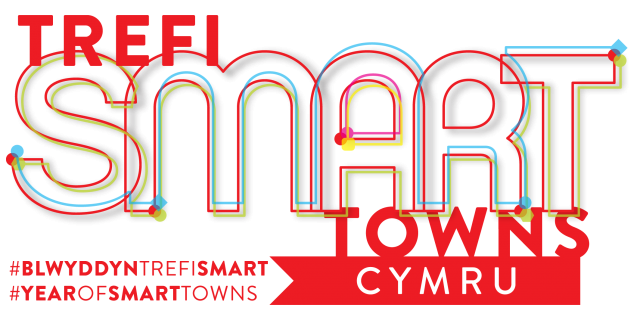 TREFI
SMART
TOWNS
CYMRU
#BLWYDDYNTREFISMART
#YEAROFSMARTTOWNS